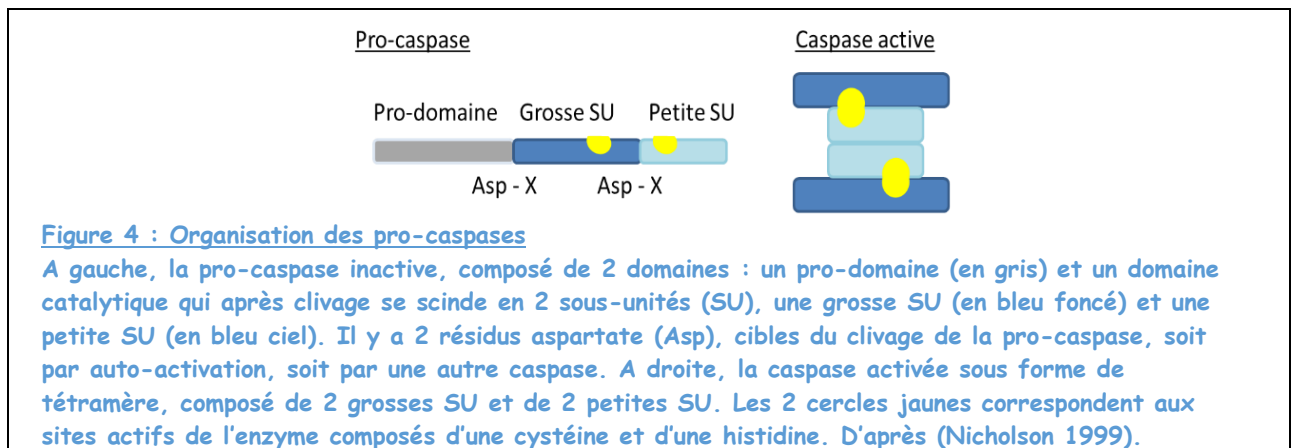 Pro-caspase
Caspase active
Pro-domaine Grosse SU Petite SU
Asp - X Asp - X
Figure 4 : Organisation des pro-caspases
A gauche, la pro-caspase inactive, composé de 2 domaines : un pro-domaine (en gris) et un domaine
catalytique qui après clivage se scinde en 2 sous-unités (SU), une grosse SU (en bleu foncé) et une
petite SU (en bleu ciel). Il y a 2 résidus aspartate (Asp), cibles du clivage de la pro-caspase, soit
par auto-activation, soit par une autre caspase. A droite, la caspase activée sous forme de
tétramère, composé de 2 grosses SU et de 2 petites SU. Les 2 cercles jaunes correspondent aux
sites actifs de l'enzyme composés d'une cystéine et d'une histidine. D'après (Nicholson 1999).